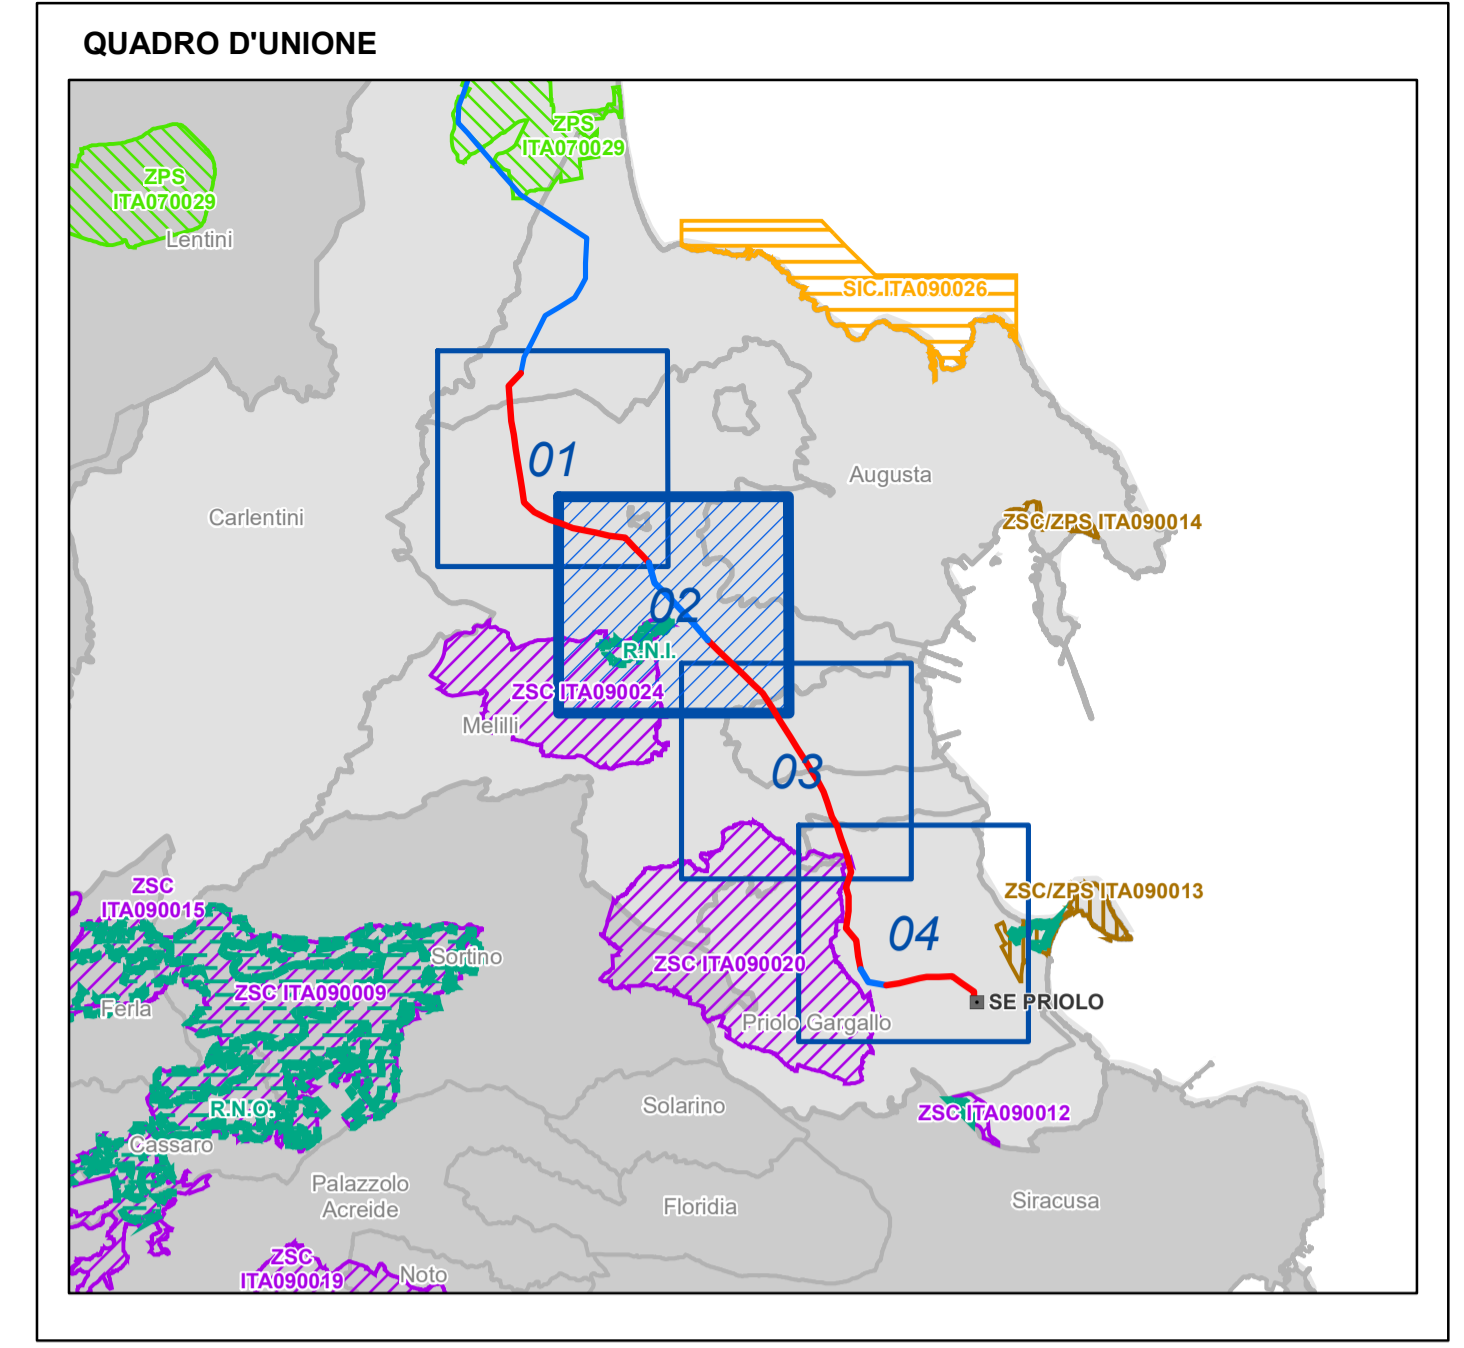 QUADRO D'UNIONE
ZPS
ITA070029
ZPS
ITA070029
Lentini
SIC ITA090026
01
Augusta
Carlentini
ZSC/ZPS ITA090014
02
R.N.I.
ZSC ITA090024
Melilli
03
ZSC
ITA090015
ZSC/ZPS ITA090013
04
Sortino
ZSC ITA090020
ZSC ITA090009
Ferla
SE PRIOLO
Priolo Gargallo
R.N.O.
Solarino
ZSC ITA090012
Cassaro
Palazzolo
Acreide
Floridia
Siracusa
ZSC
ITA090019
Noto